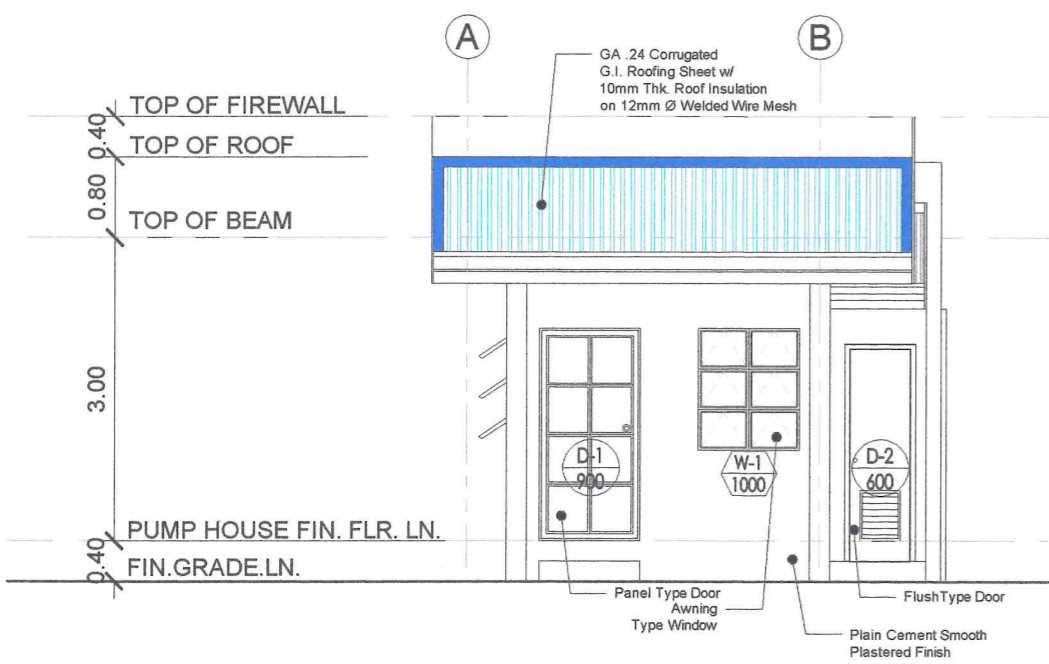 A
B
GA .24 Corrugated
G.I. Roofing Sheet w/
10mm Thk. Roof Insulation
on 12mm Ø Welded Wire Mesh
TOP OF FIREWALL
0.40
TOP OF ROOF
0.80
TOP OF BEAM
3.00
D-1
900
W-1
1000
D-2
600
PUMP HOUSE FIN. FLR. LN.
0.40
FIN.GRADE.LN.
Panel Type Door
Awning
Type Window
FlushType Door
Plain Cement Smooth
Plastered Finish